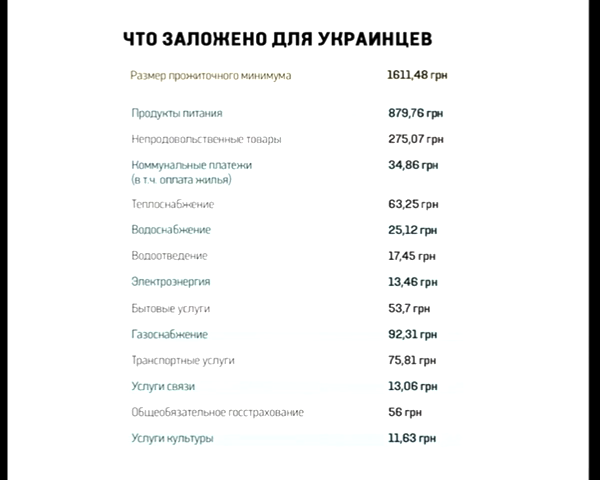 ЧТО ЗАЛОЖЕНО ДЛЯ УКРАИНЦЕВ
Размер прожиточного минимума 1611,48 грн
Продукты питания 879,76 грн
Непродовольственные товары 275,07 грн
Коммунальные платежи 34,86 грн
(в т.ч. оплата жилья)
Теплоснабжение 63,25 грн
Водоснабжение 25,12 грн
Водоотведение 17,45 грн
Электроэнергия 13,46 грн
Бытовые услуги 53,7 грн
Газоснабжение 92,31 грн
Транспортные услуги 75,81 грн
Услуги связи 13,06 грн
Общеобязательное госстрахование 56 грн
Услуги культуры 11,63 грн